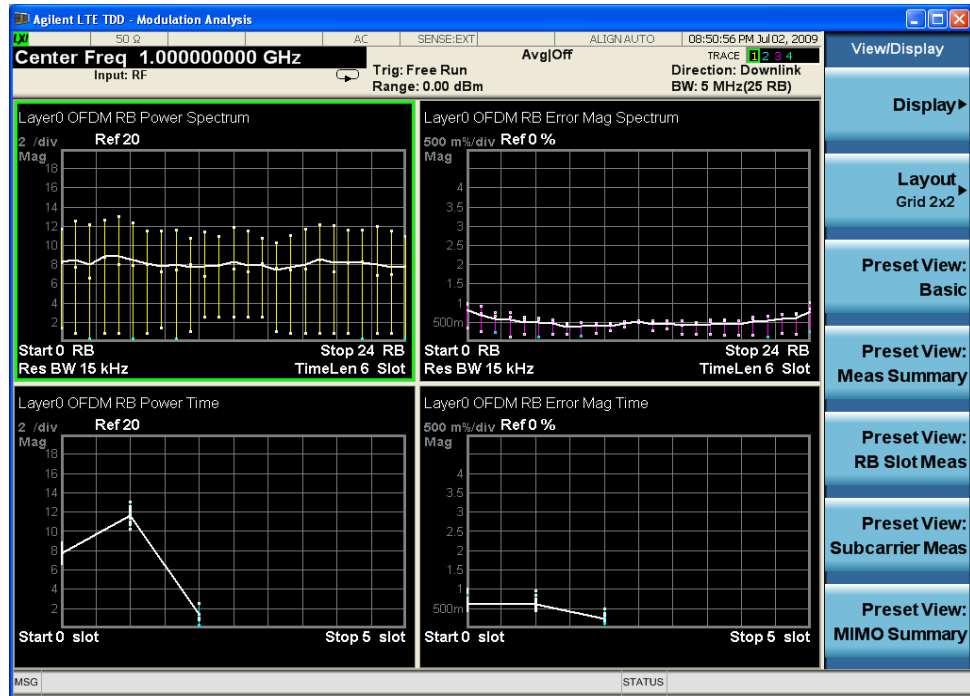 Agilent LTE TDD - Modulation Analysis
LXI 50 Ω AC SENSE:EXT ALIGN AUTO 08:50:56 PM Jul 02, 2009
Center Freq 1.000000000 GHz
Input: RF
Trig: Free Run
Range: 0.00 dBm
Avg|Off
TRACE 1 2 3 4
Direction: Downlink
BW: 5 MHz(25 RB)
Layer0 OFDM RB Power Spectrum
2 /div Ref 20
Mag
18
16
14
12
10
8
6
4
2
Start 0 RB Stop 24 RB
Res BW 15 kHz TimeLen 6 Slot
Layer0 OFDM RB Error Mag Spectrum
500 m%/div Ref 0 %
Mag
4
3.5
3
2.5
2
1.5
1
500m
Start 0 RB Stop 24 RB
Res BW 15 kHz TimeLen 6 Slot
Layer0 OFDM RB Power Time
2 /div Ref 20
Mag
18
16
14
12
10
8
6
4
2
Start 0 slot Stop 5 slot
Layer0 OFDM RB Error Mag Time
500 m%/div Ref 0 %
Mag
4
3.5
3
2.5
2
1.5
1
500m
Start 0 slot Stop 5 slot
View/Display
Display
Layout
Grid 2x2
Preset View:
Basic
Preset View:
Meas Summary
Preset View:
RB Slot Meas
Preset View:
Subcarrier Meas
Preset View:
MIMO Summary
MSG STATUS